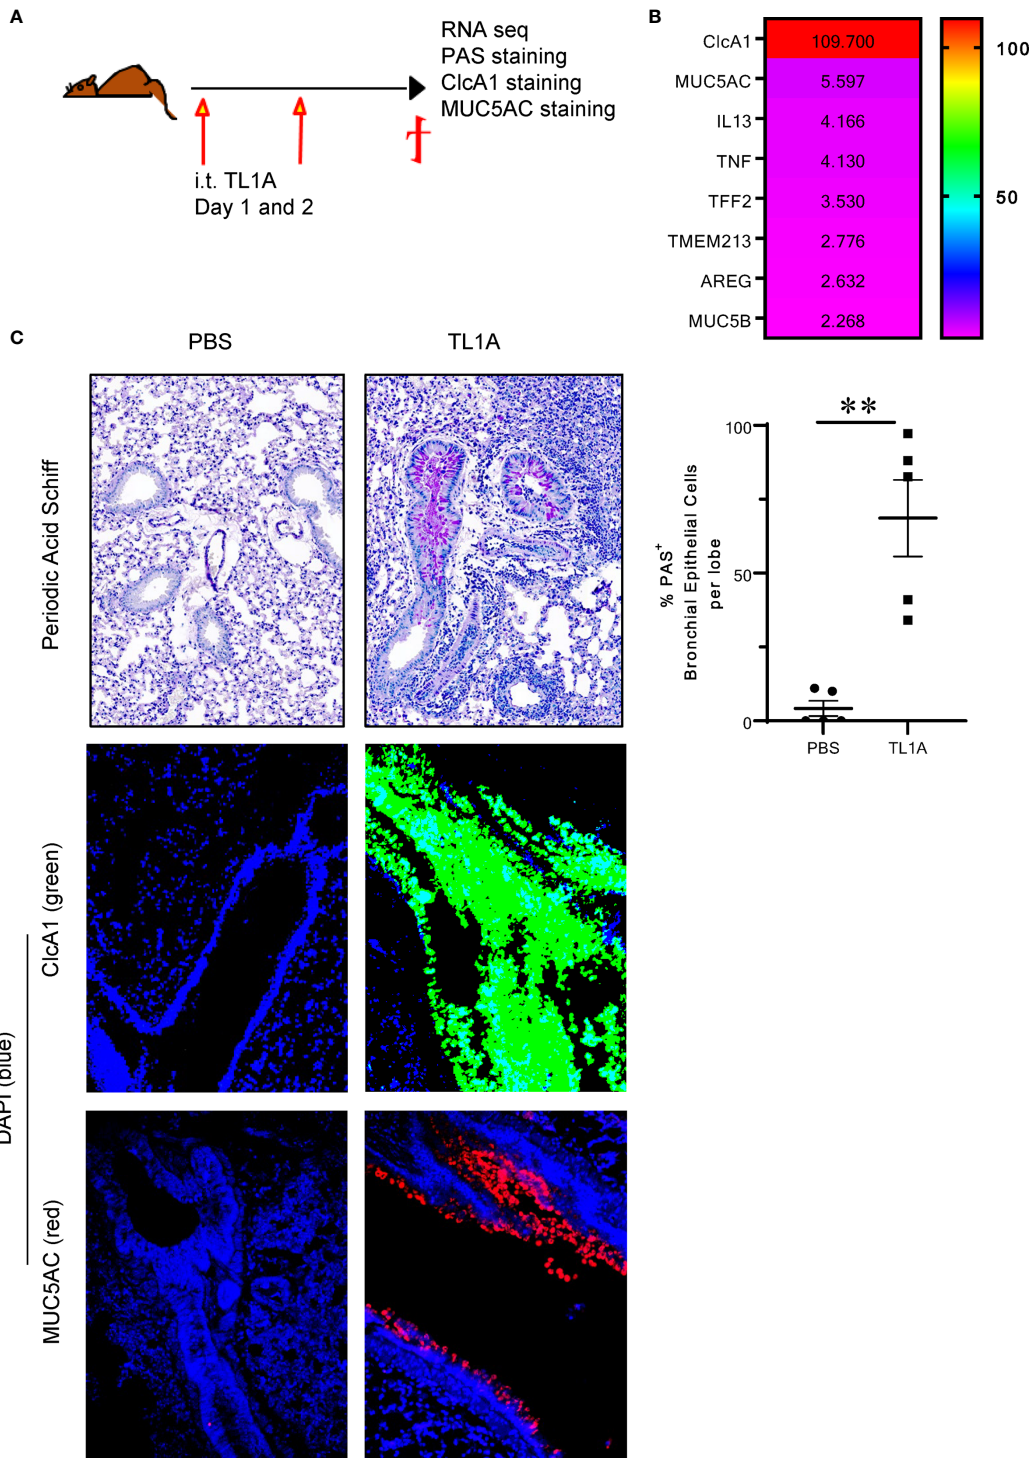 A
RNA seq
PAS staining
ClcA1 staining
MUC5AC staining
i.t. TL1A
Day 1 and 2
B
ClcA1 109.700
MUC5AC 5.597
IL13 4.166
TNF 4.130
TFF2 3.530
TMEM213 2.776
AREG 2.632
MUC5B 2.268
100
50
C
PBS
TL1A
Periodic Acid Schiff
ClcA1 (green)
DAPI (blue)
MUC5AC (red)
**
% PAS+
Bronchial Epithelial Cells
per lobe
100
50
0
PBS
TL1A